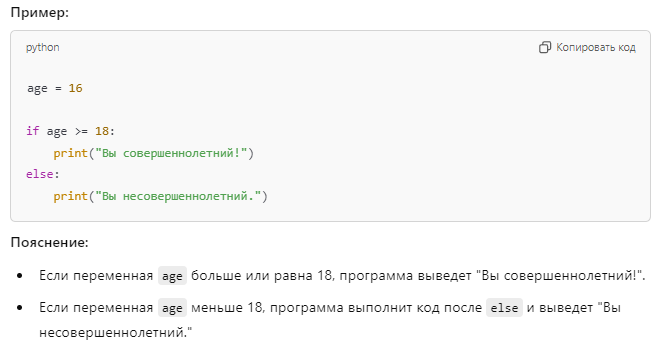 Пример:
python Копировать код
age = 16
if age >= 18:
    print("Вы совершеннолетний!")
else:
    print("Вы несовершеннолетний.")
Пояснение:
• Если переменная age больше или равна 18, программа выведет "Вы совершеннолетний!".
• Если переменная age меньше 18, программа выполнит код после else и выведет "Вы
несовершеннолетний."